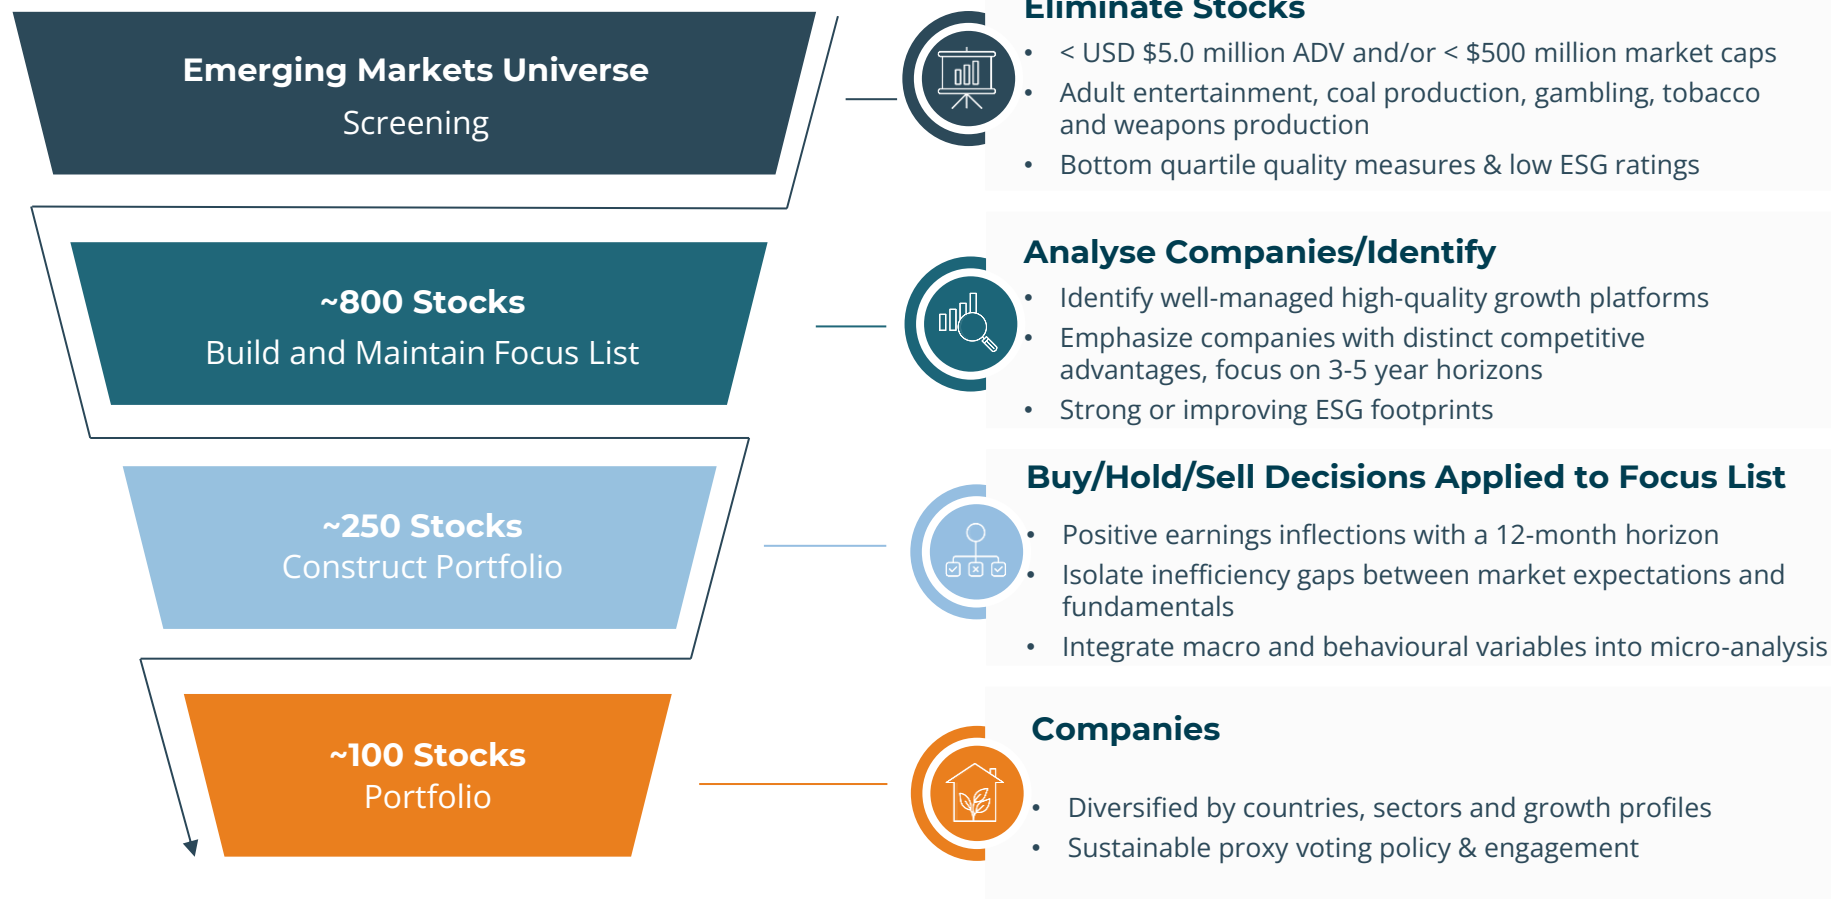 Emerging Markets Universe
Screening
Eliminate Stocks
• < USD $5.0 million ADV and/or < $500 million market caps
• Adult entertainment, coal production, gambling, tobacco
and weapons production
• Bottom quartile quality measures & low ESG ratings
~800 Stocks
Build and Maintain Focus List
Analyse Companies/Identify
• Identify well-managed high-quality growth platforms
• Emphasize companies with distinct competitive
advantages, focus on 3-5 year horizons
• Strong or improving ESG footprints
~250 Stocks
Construct Portfolio
Buy/Hold/Sell Decisions Applied to Focus List
• Positive earnings inflections with a 12-month horizon
• Isolate inefficiency gaps between market expectations and
fundamentals
• Integrate macro and behavioural variables into micro-analysis
~100 Stocks
Portfolio
Companies
• Diversified by countries, sectors and growth profiles
• Sustainable proxy voting policy & engagement